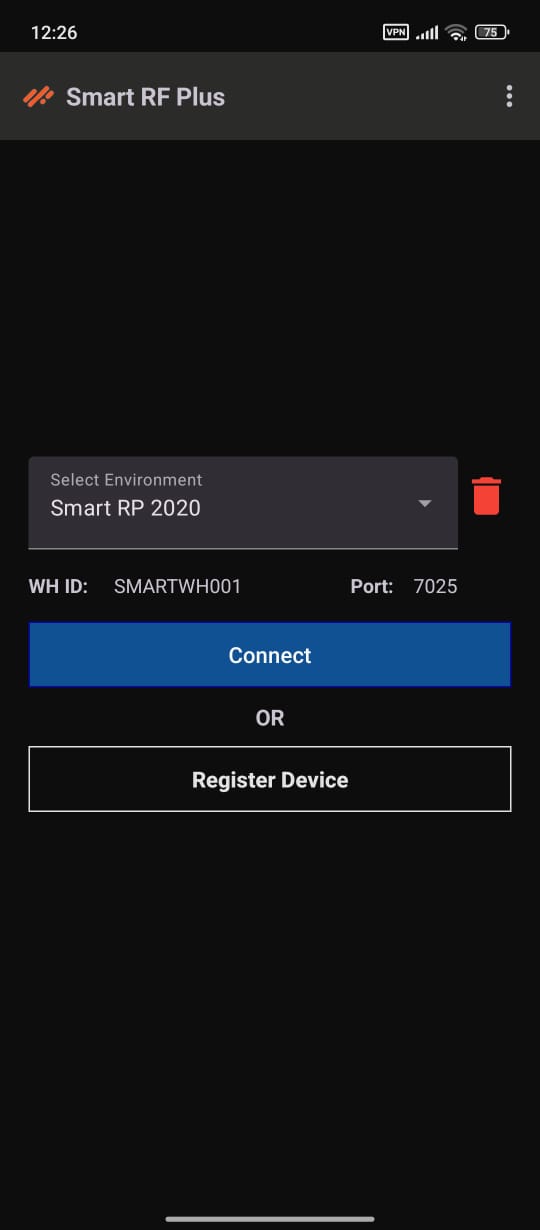 12:26
VPN
75
Smart RF Plus
Select Environment
Smart RP 2020
WH ID: SMARTWH001 Port: 7025
Connect
OR
Register Device